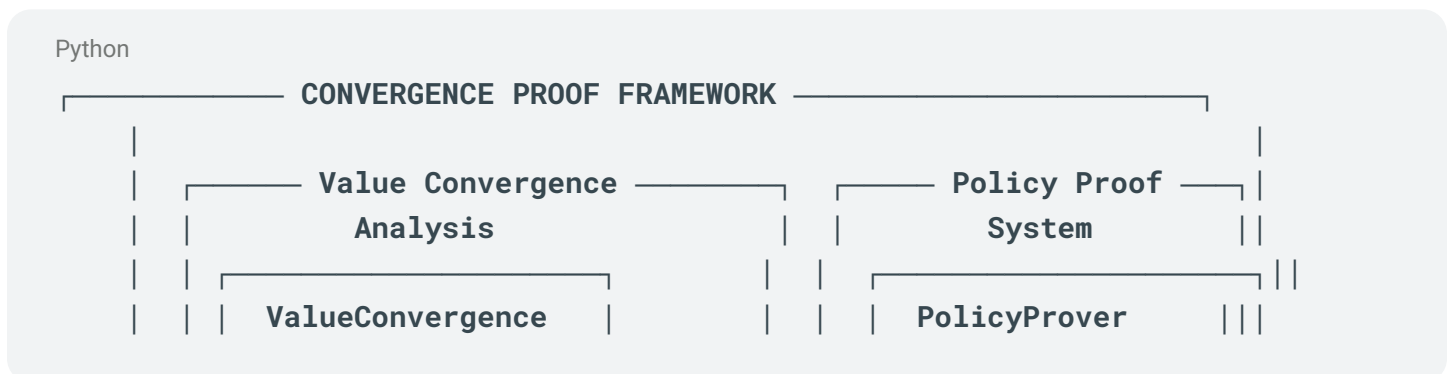 Python
┌──────────── CONVERGENCE PROOF FRAMEWORK ────────────────────────┐
│ │
│ ┌────── Value Convergence ────────┐ ┌───── Policy Proof ───┐│
│ │ Analysis │ │ System ││
│ │ ┌─────────────────────┐ │ │ ┌─────────────────────┐││
│ │ │ ValueConvergence │ │ │ │ PolicyProver │││